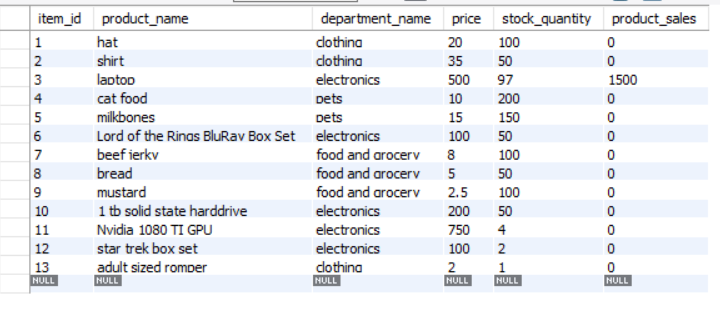 item_id product_name department_name price stock_quantity product_sales
1 hat clothing 20 100 0
2 shirt clothing 35 50 0
3 laptop electronics 500 97 1500
4 cat food pets 10 200 0
5 milkbones pets 15 150 0
6 Lord of the Rings BluRay Box Set electronics 100 50 0
7 beef jerky food and grocery 8 100 0
8 bread food and grocery 5 50 0
9 mustard food and grocery 2.5 100 0
10 1 tb solid state harddrive electronics 200 50 0
11 Nvidia 1080 TI GPU electronics 750 4 0
12 star trek box set electronics 100 2 0
13 adult sized romper clothing 2 1 0
NULL NULL NULL NULL NULL NULL